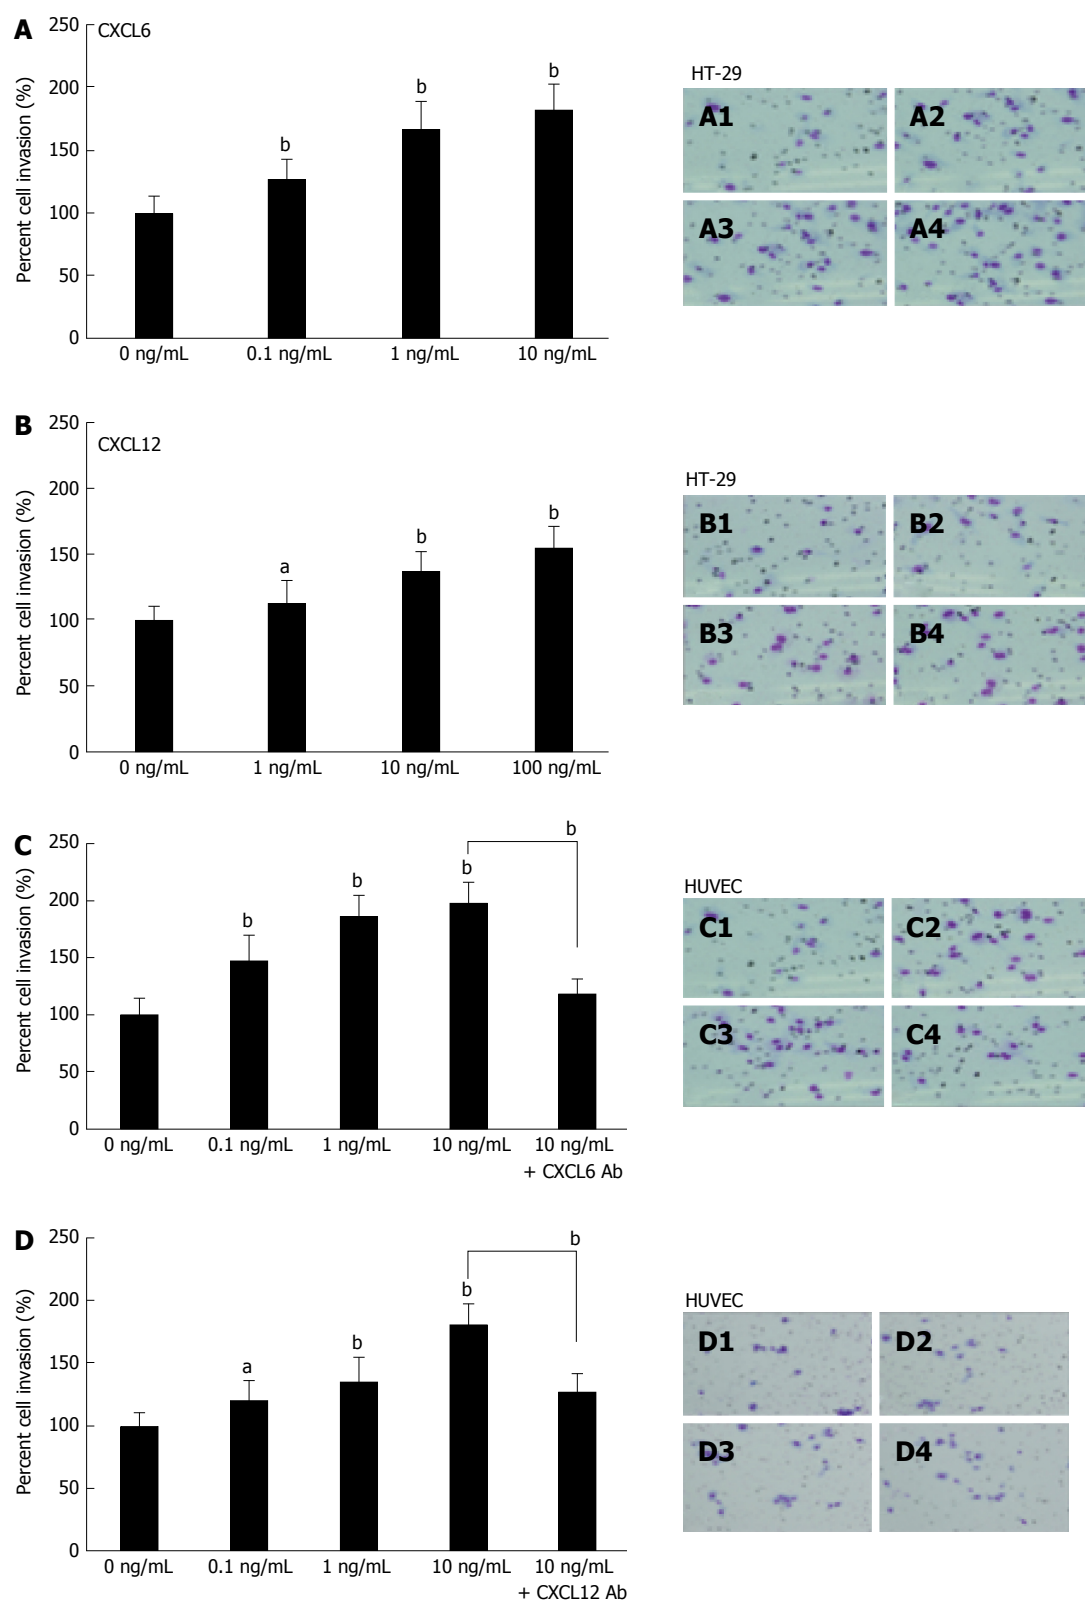 A
CXCL6
Percent cell invasion (%)
250
200
150
100
50
0
b
b
b
0 ng/mL
0.1 ng/mL
1 ng/mL
10 ng/mL
HT-29
A1
A2
A3
A4
B
CXCL12
Percent cell invasion (%)
250
200
150
100
50
0
a
b
b
0 ng/mL
1 ng/mL
10 ng/mL
100 ng/mL
HT-29
B1
B2
B3
B4
C
Percent cell invasion (%)
250
200
150
100
50
0
b
b
b
b
0 ng/mL
0.1 ng/mL
1 ng/mL
10 ng/mL
10 ng/mL
+ CXCL6 Ab
HUVEC
C1
C2
C3
C4
D
Percent cell invasion (%)
250
200
150
100
50
0
a
b
b
b
0 ng/mL
0.1 ng/mL
1 ng/mL
10 ng/mL
10 ng/mL
+ CXCL12 Ab
HUVEC
D1
D2
D3
D4